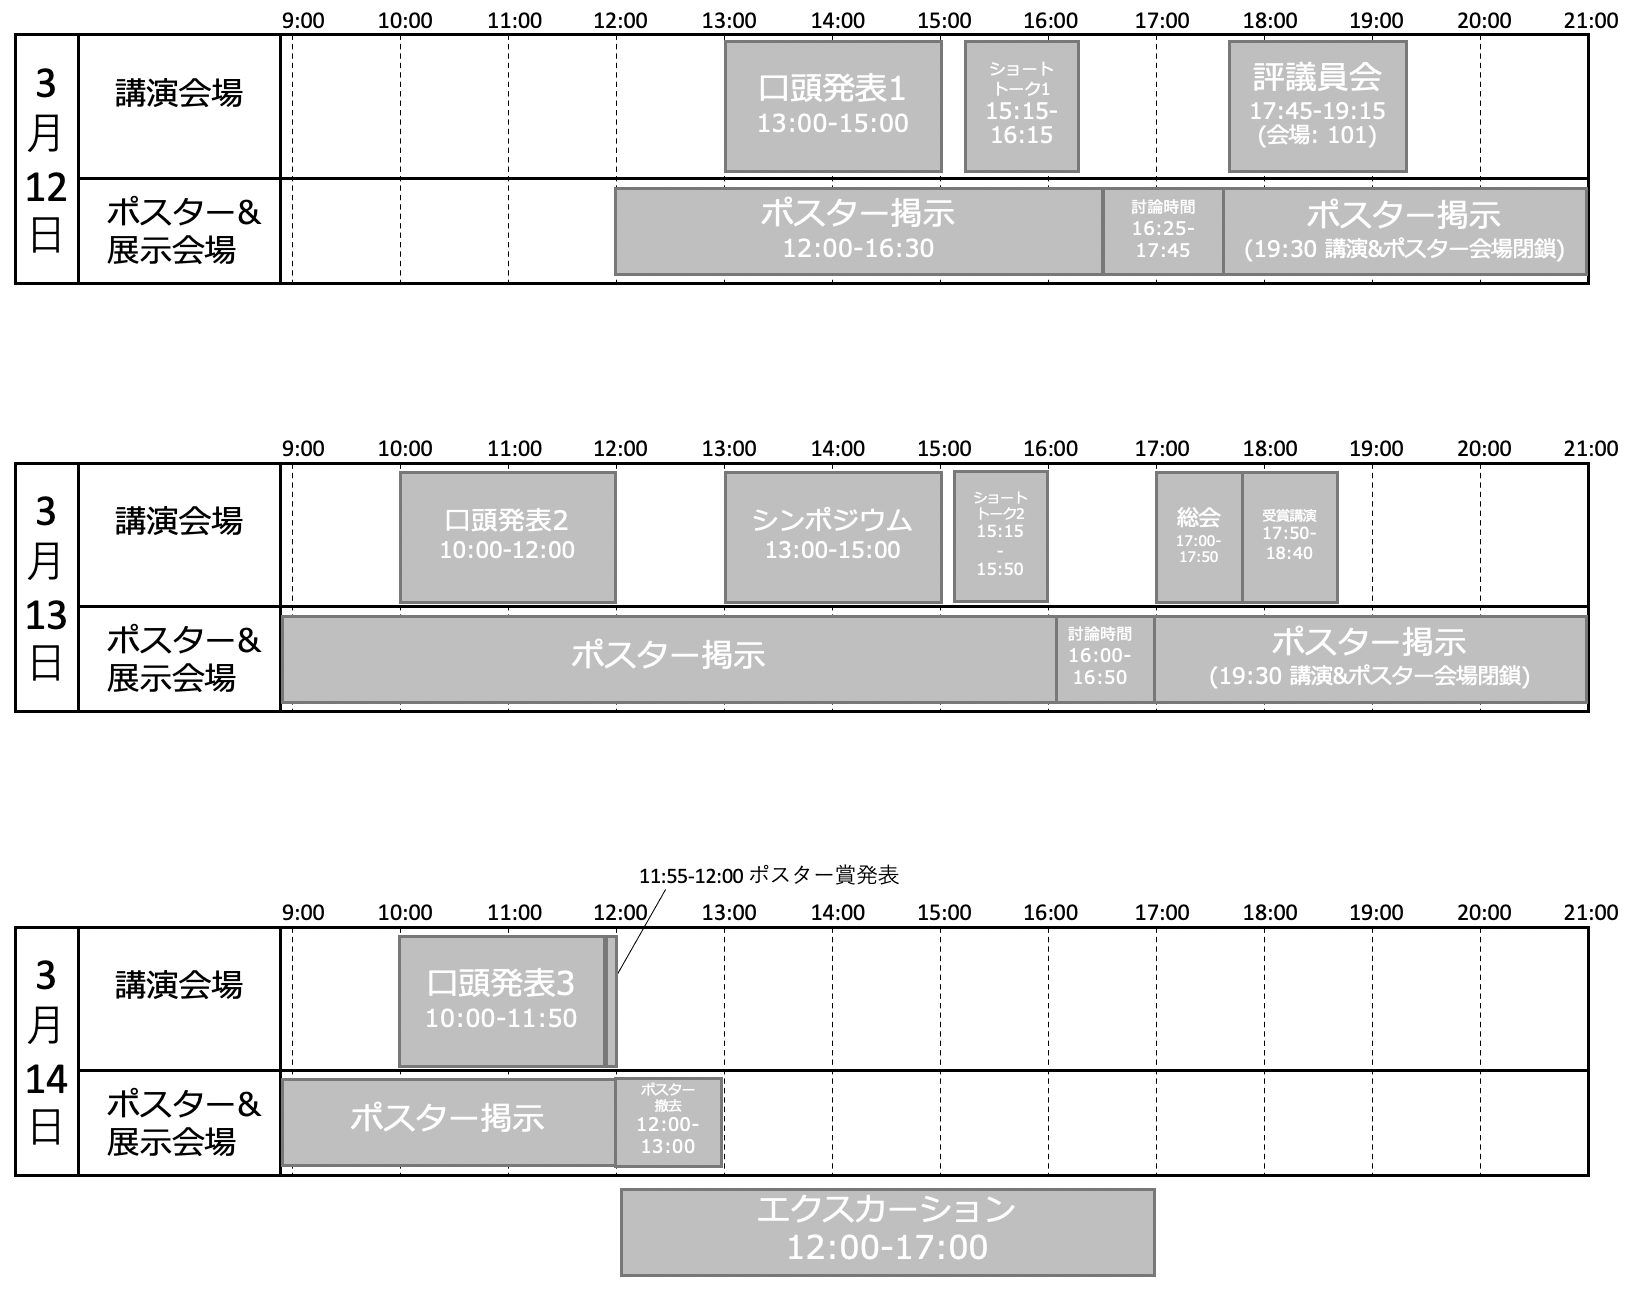 9:00 10:00 11:00 12:00 13:00 14:00 15:00 16:00 17:00 18:00 19:00 20:00 21:00
3
月
12
日
講演会場
口頭発表1
13:00-15:00
ショート
トーク1
15:15-
16:15
評議員会
17:45-19:15
(会場: 101)
ポスター&
展示会場
ポスター掲示
12:00-16:30
討論時間
16:25-
17:45
ポスター掲示
(19:30 講演&ポスター会場閉鎖)
9:00 10:00 11:00 12:00 13:00 14:00 15:00 16:00 17:00 18:00 19:00 20:00 21:00
3
月
13
日
講演会場
口頭発表2
10:00-12:00
シンポジウム
13:00-15:00
ショート
トーク2
15:15
-
15:50
総会
17:00-
17:50
受賞講演
17:50-
18:40
ポスター&
展示会場
ポスター掲示
討論時間
16:00-
16:50
ポスター掲示
(19:30 講演&ポスター会場閉鎖)
11:55-12:00 ポスター賞発表
9:00 10:00 11:00 12:00 13:00 14:00 15:00 16:00 17:00 18:00 19:00 20:00 21:00
3
月
14
日
講演会場
口頭発表3
10:00-11:50
ポスター&
展示会場
ポスター掲示
ポスター
撤去
12:00-
13:00
エクスカーション
12:00-17:00